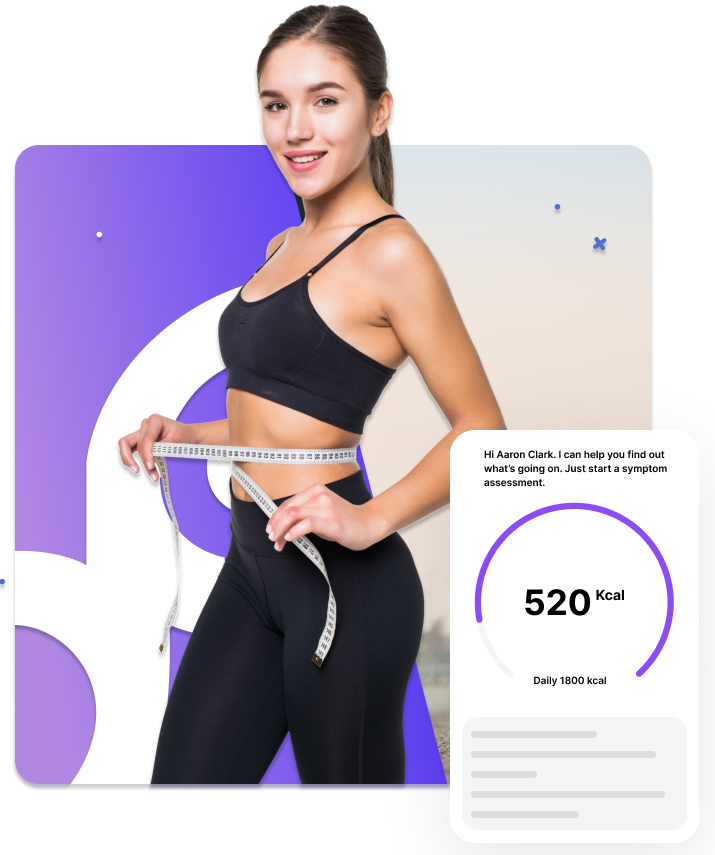 Hi Aaron Clark. I can help you find out
what's going on. Just start a symptom
assessment.
520 Kcal
Daily 1800 kcal